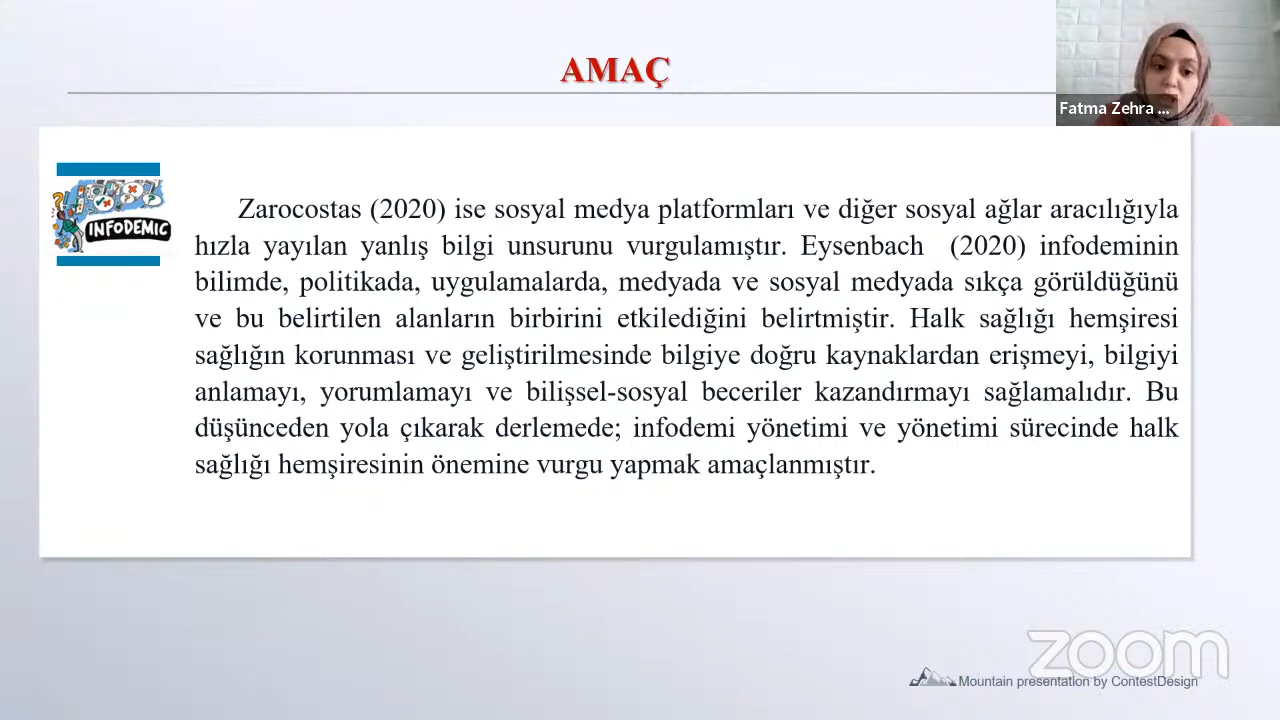 AMAÇ
Fatma Zehra ...
INFODEMIC
Zarocostas (2020) ise sosyal medya platformları ve diğer sosyal ağlar aracılığıyla
hızla yayılan yanlış bilgi unsurunu vurgulamıştır. Eysenbach (2020) infodeminin
bilimde, politikada, uygulamalarda, medyada ve sosyal medyada sıkça görüldüğünü
ve bu belirtilen alanların birbirini etkilediğini belirtmiştir. Halk sağlığı hemşiresi
sağlığın korunması ve geliştirilmesinde bilgiye doğru kaynaklardan erişmeyi, bilgiyi
anlamayı, yorumlamayı ve bilişsel-sosyal beceriler kazandırmayı sağlamalıdır. Bu
düşünceden yola çıkarak derlemede; infodemi yönetimi ve yönetimi sürecinde halk
sağlığı hemşiresinin önemine vurgu yapmak amaçlanmıştır.
zoom
Mountain presentation by ContestDesign